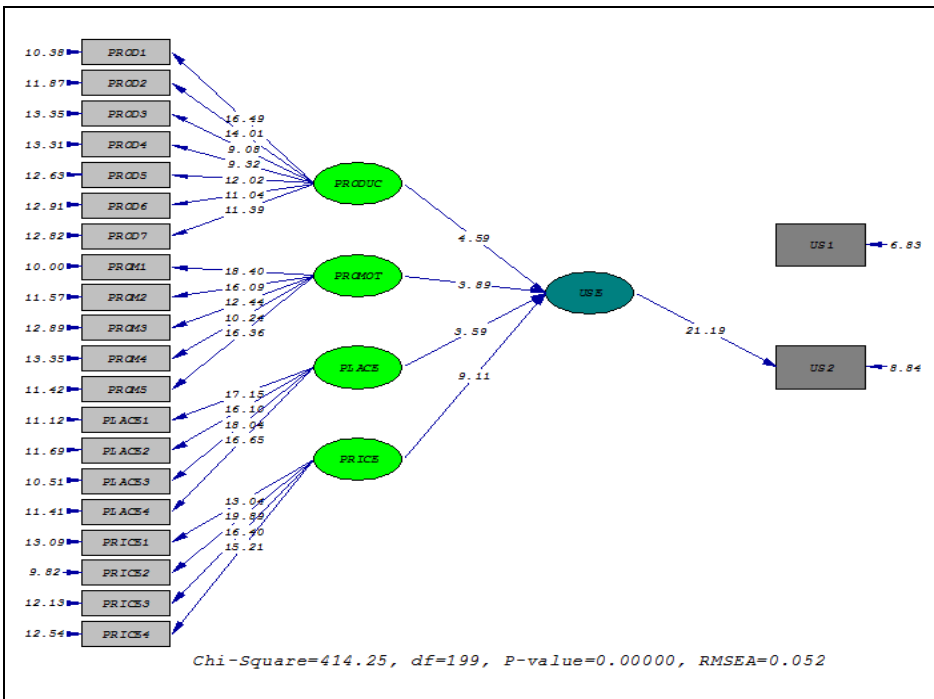 10.38 PROD1
11.87 PROD2
13.35 PROD3
13.31 PROD4
12.63 PROD5
12.91 PROD6
12.82 PROD7
10.00 PROM1
11.57 PROM2
12.89 PROM3
13.35 PROM4
11.42 PROM5
11.12 PLACE1
11.69 PLACE2
10.51 PLACE3
11.41 PLACE4
13.09 PRICE1
9.82 PRICE2
12.13 PRICE3
12.54 PRICE4
16.49
14.01
9.08
9.32
12.02
11.04
11.39
18.40
16.09
12.44
10.24
16.36
17.15
16.10
18.04
16.65
13.04
19.89
16.40
15.21
PRODUC
PROMOT
PLACE
PRICE
4.59
3.89
3.59
9.11
USE
21.19
US1 6.83
US2 8.84
Chi-Square=414.25, df=199, P-value=0.00000, RMSEA=0.052